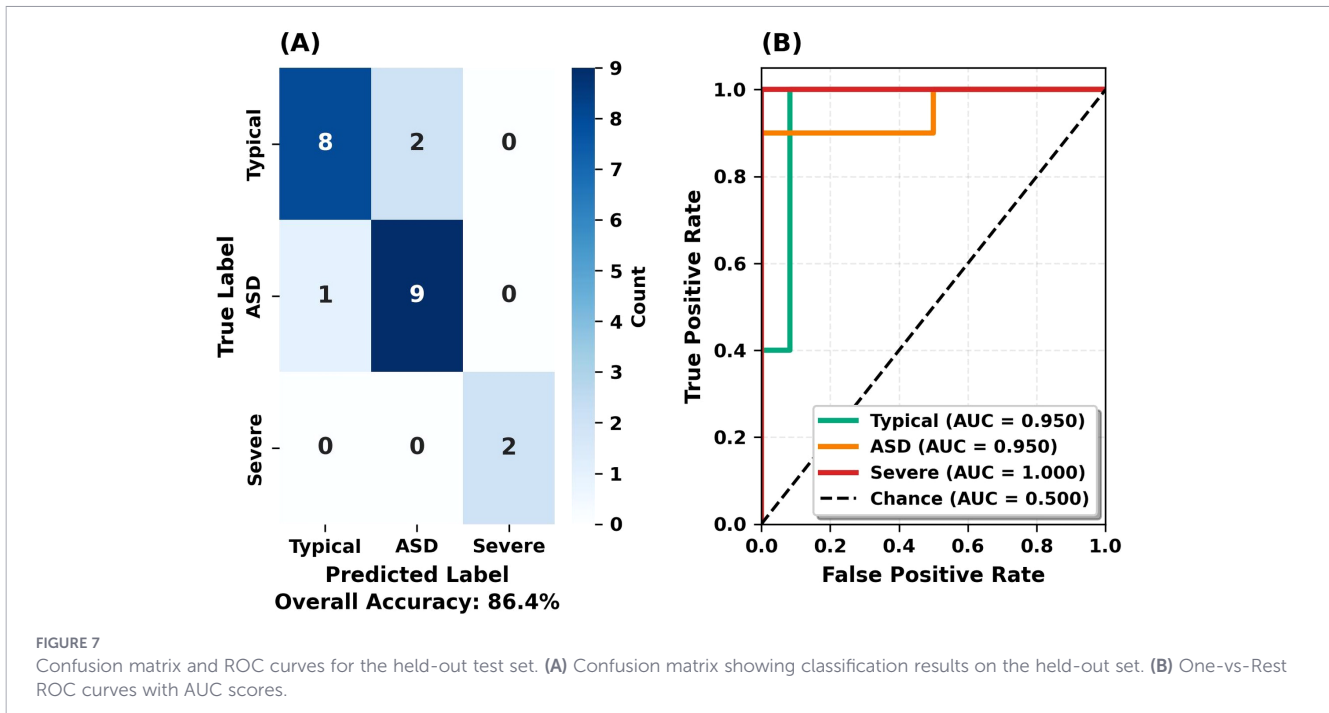 (A)
Typical
ASD
Severe
True Label
8 2 0
1 9 0
0 0 2
Typical ASD Severe
Predicted Label
Overall Accuracy: 86.4%
9
8
7
6
5
4
3
2
1
0
Count
(B)
True Positive Rate
1.0
0.8
0.6
0.4
0.2
0.0
0.0 0.2 0.4 0.6 0.8 1.0
False Positive Rate
Typical (AUC = 0.950)
ASD (AUC = 0.950)
Severe (AUC = 1.000)
Chance (AUC = 0.500)
FIGURE 7
Confusion matrix and ROC curves for the held-out test set. (A) Confusion matrix showing classification results on the held-out set. (B) One-vs-Rest
ROC curves with AUC scores.